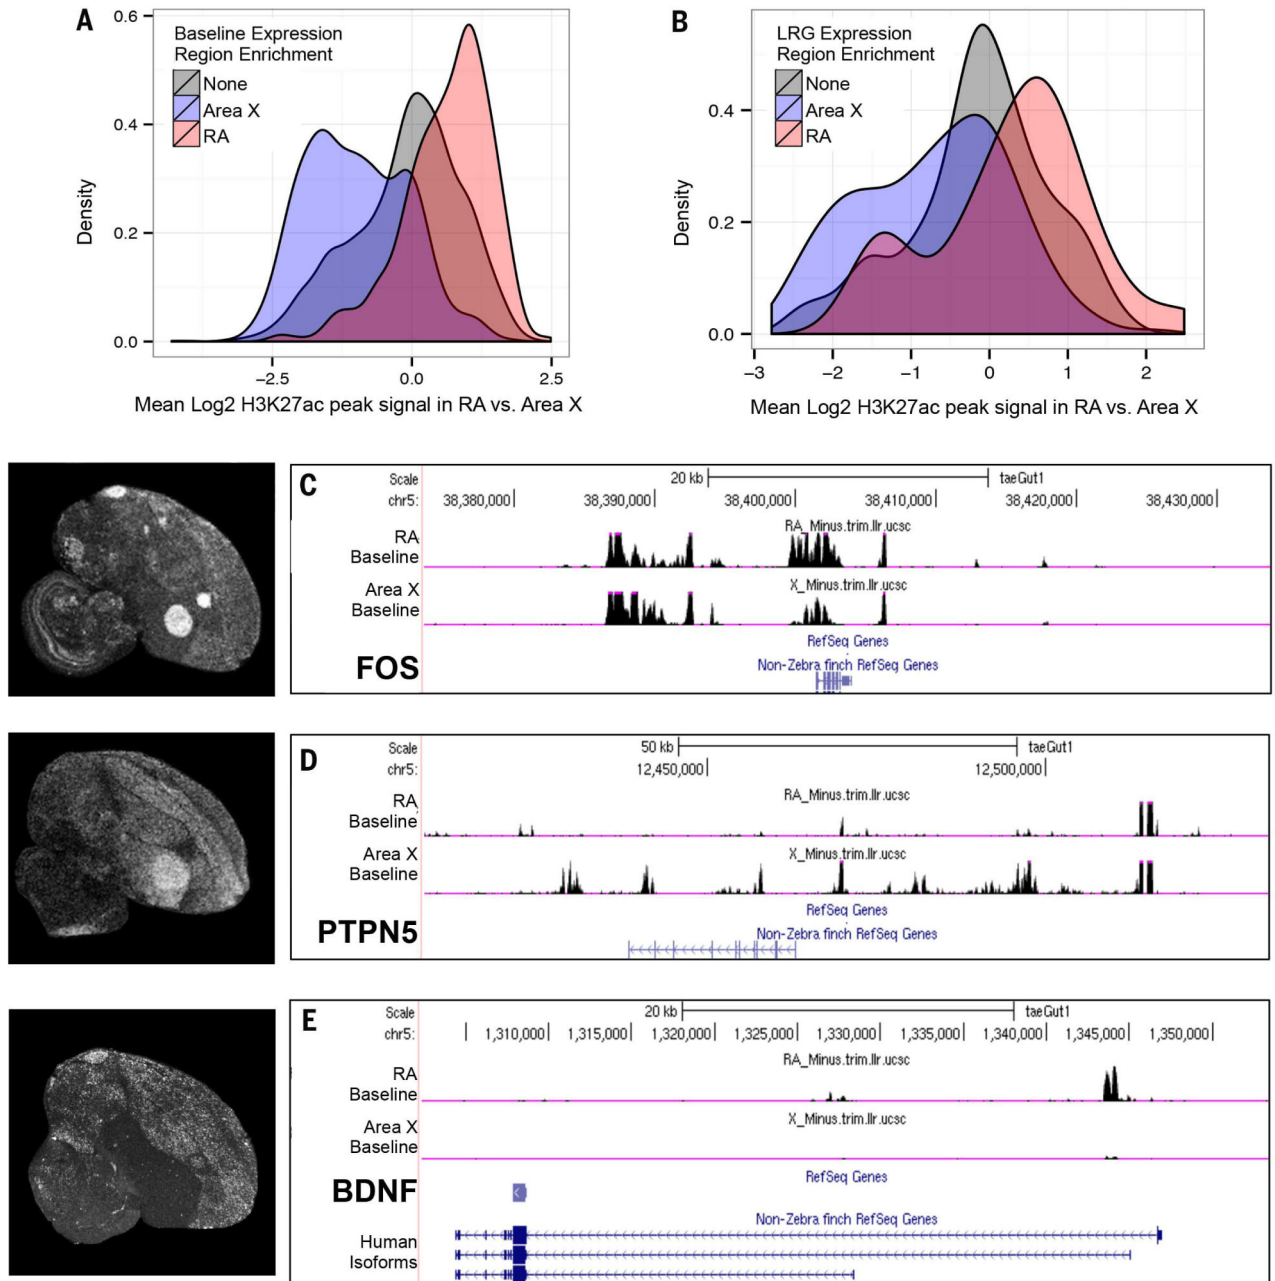 A
Baseline Expression
Region Enrichment
None
Area X
RA
0.6
0.4
0.2
0.0
Density
−2.5
0.0
2.5
Mean Log2 H3K27ac peak signal in RA vs. Area X
B
LRG Expression
Region Enrichment
None
Area X
RA
0.4
0.2
0.0
Density
−3
−2
−1
0
1
2
Mean Log2 H3K27ac peak signal in RA vs. Area X
C
Scale
20 kb
taeGut1
chr5:
38,380,000
38,390,000
38,400,000
38,410,000
38,420,000
38,430,000
RA_Minus.trim.llr.ucsc
RA
Baseline
X_Minus.trim.llr.ucsc
Area X
Baseline
RefSeq Genes
Non-Zebra finch RefSeq Genes
FOS
D
Scale
50 kb
taeGut1
chr5:
12,450,000
12,500,000
RA_Minus.trim.llr.ucsc
RA
Baseline
X_Minus.trim.llr.ucsc
Area X
Baseline
RefSeq Genes
Non-Zebra finch RefSeq Genes
PTPN5
E
Scale
20 kb
taeGut1
chr5:
1,310,000
1,315,000
1,320,000
1,325,000
1,330,000
1,335,000
1,340,000
1,345,000
1,350,000
RA_Minus.trim.llr.ucsc
RA
Baseline
X_Minus.trim.llr.ucsc
Area X
Baseline
RefSeq Genes
BDNF
Non-Zebra finch RefSeq Genes
Human
Isoforms